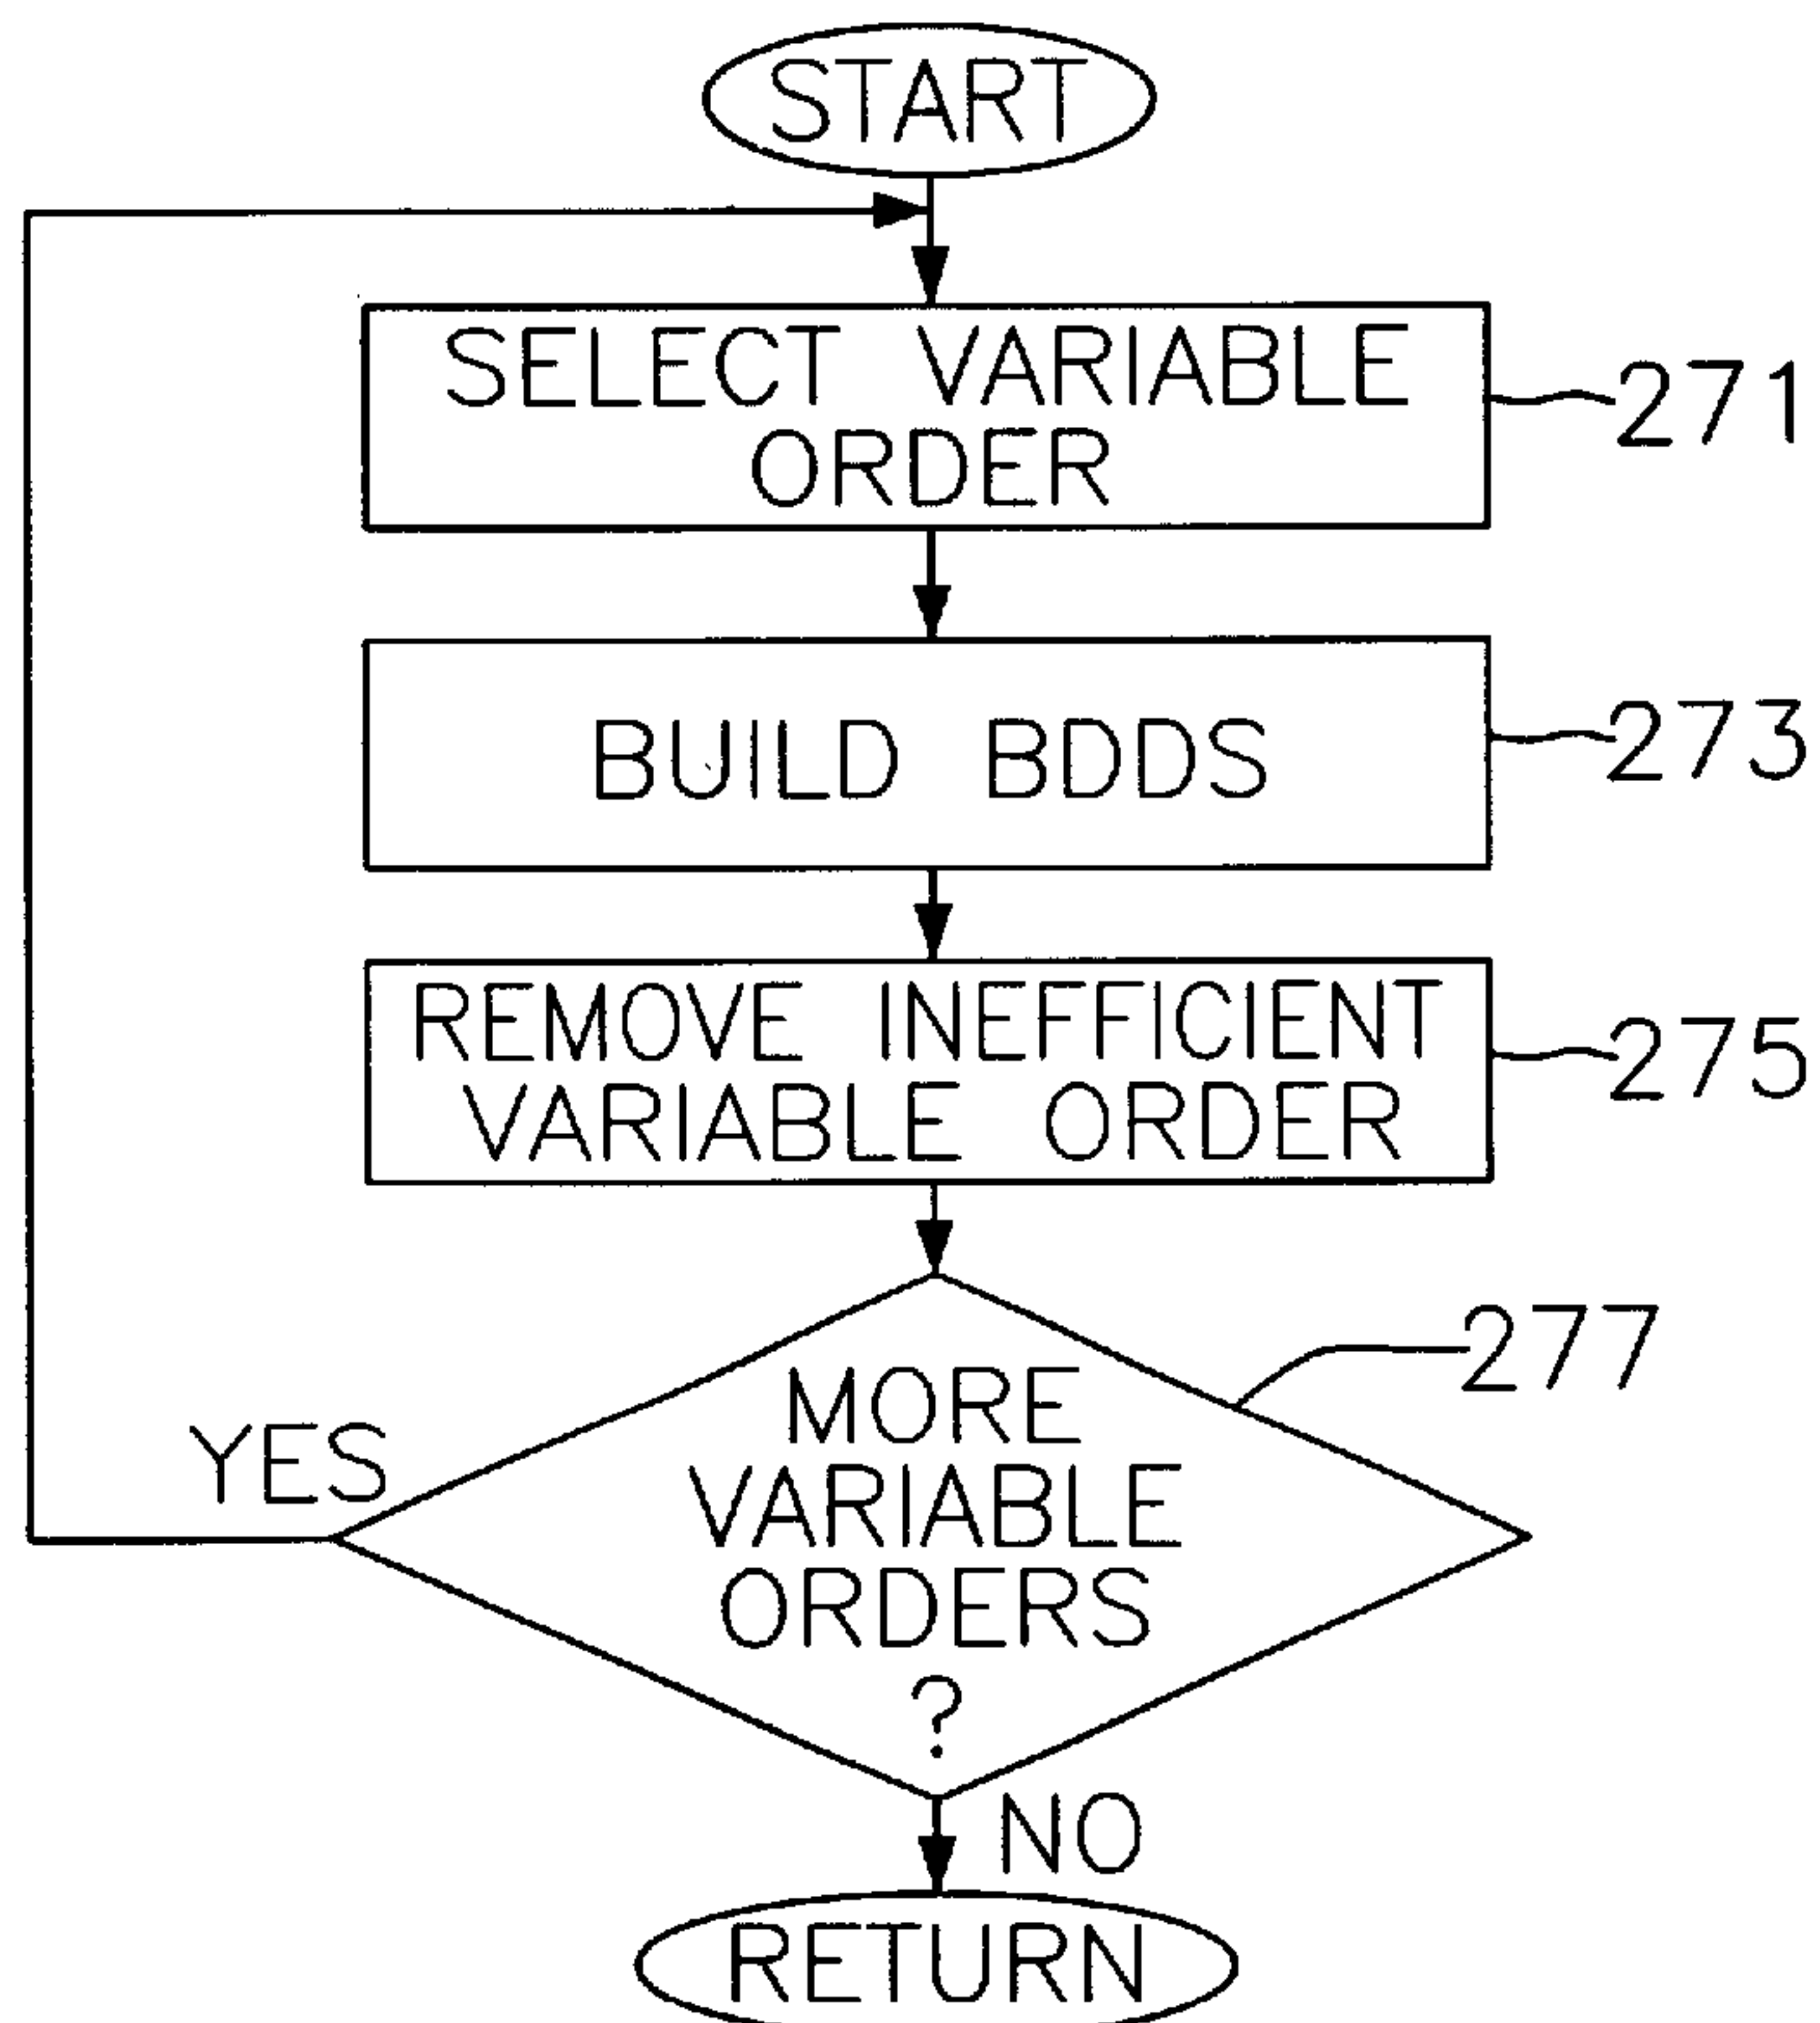 START
SELECT VARIABLE
ORDER
271
BUILD BDDS
273
REMOVE INEFFICIENT
VARIABLE ORDER
275
277
MORE
VARIABLE
ORDERS
?
YES
NO
RETURN